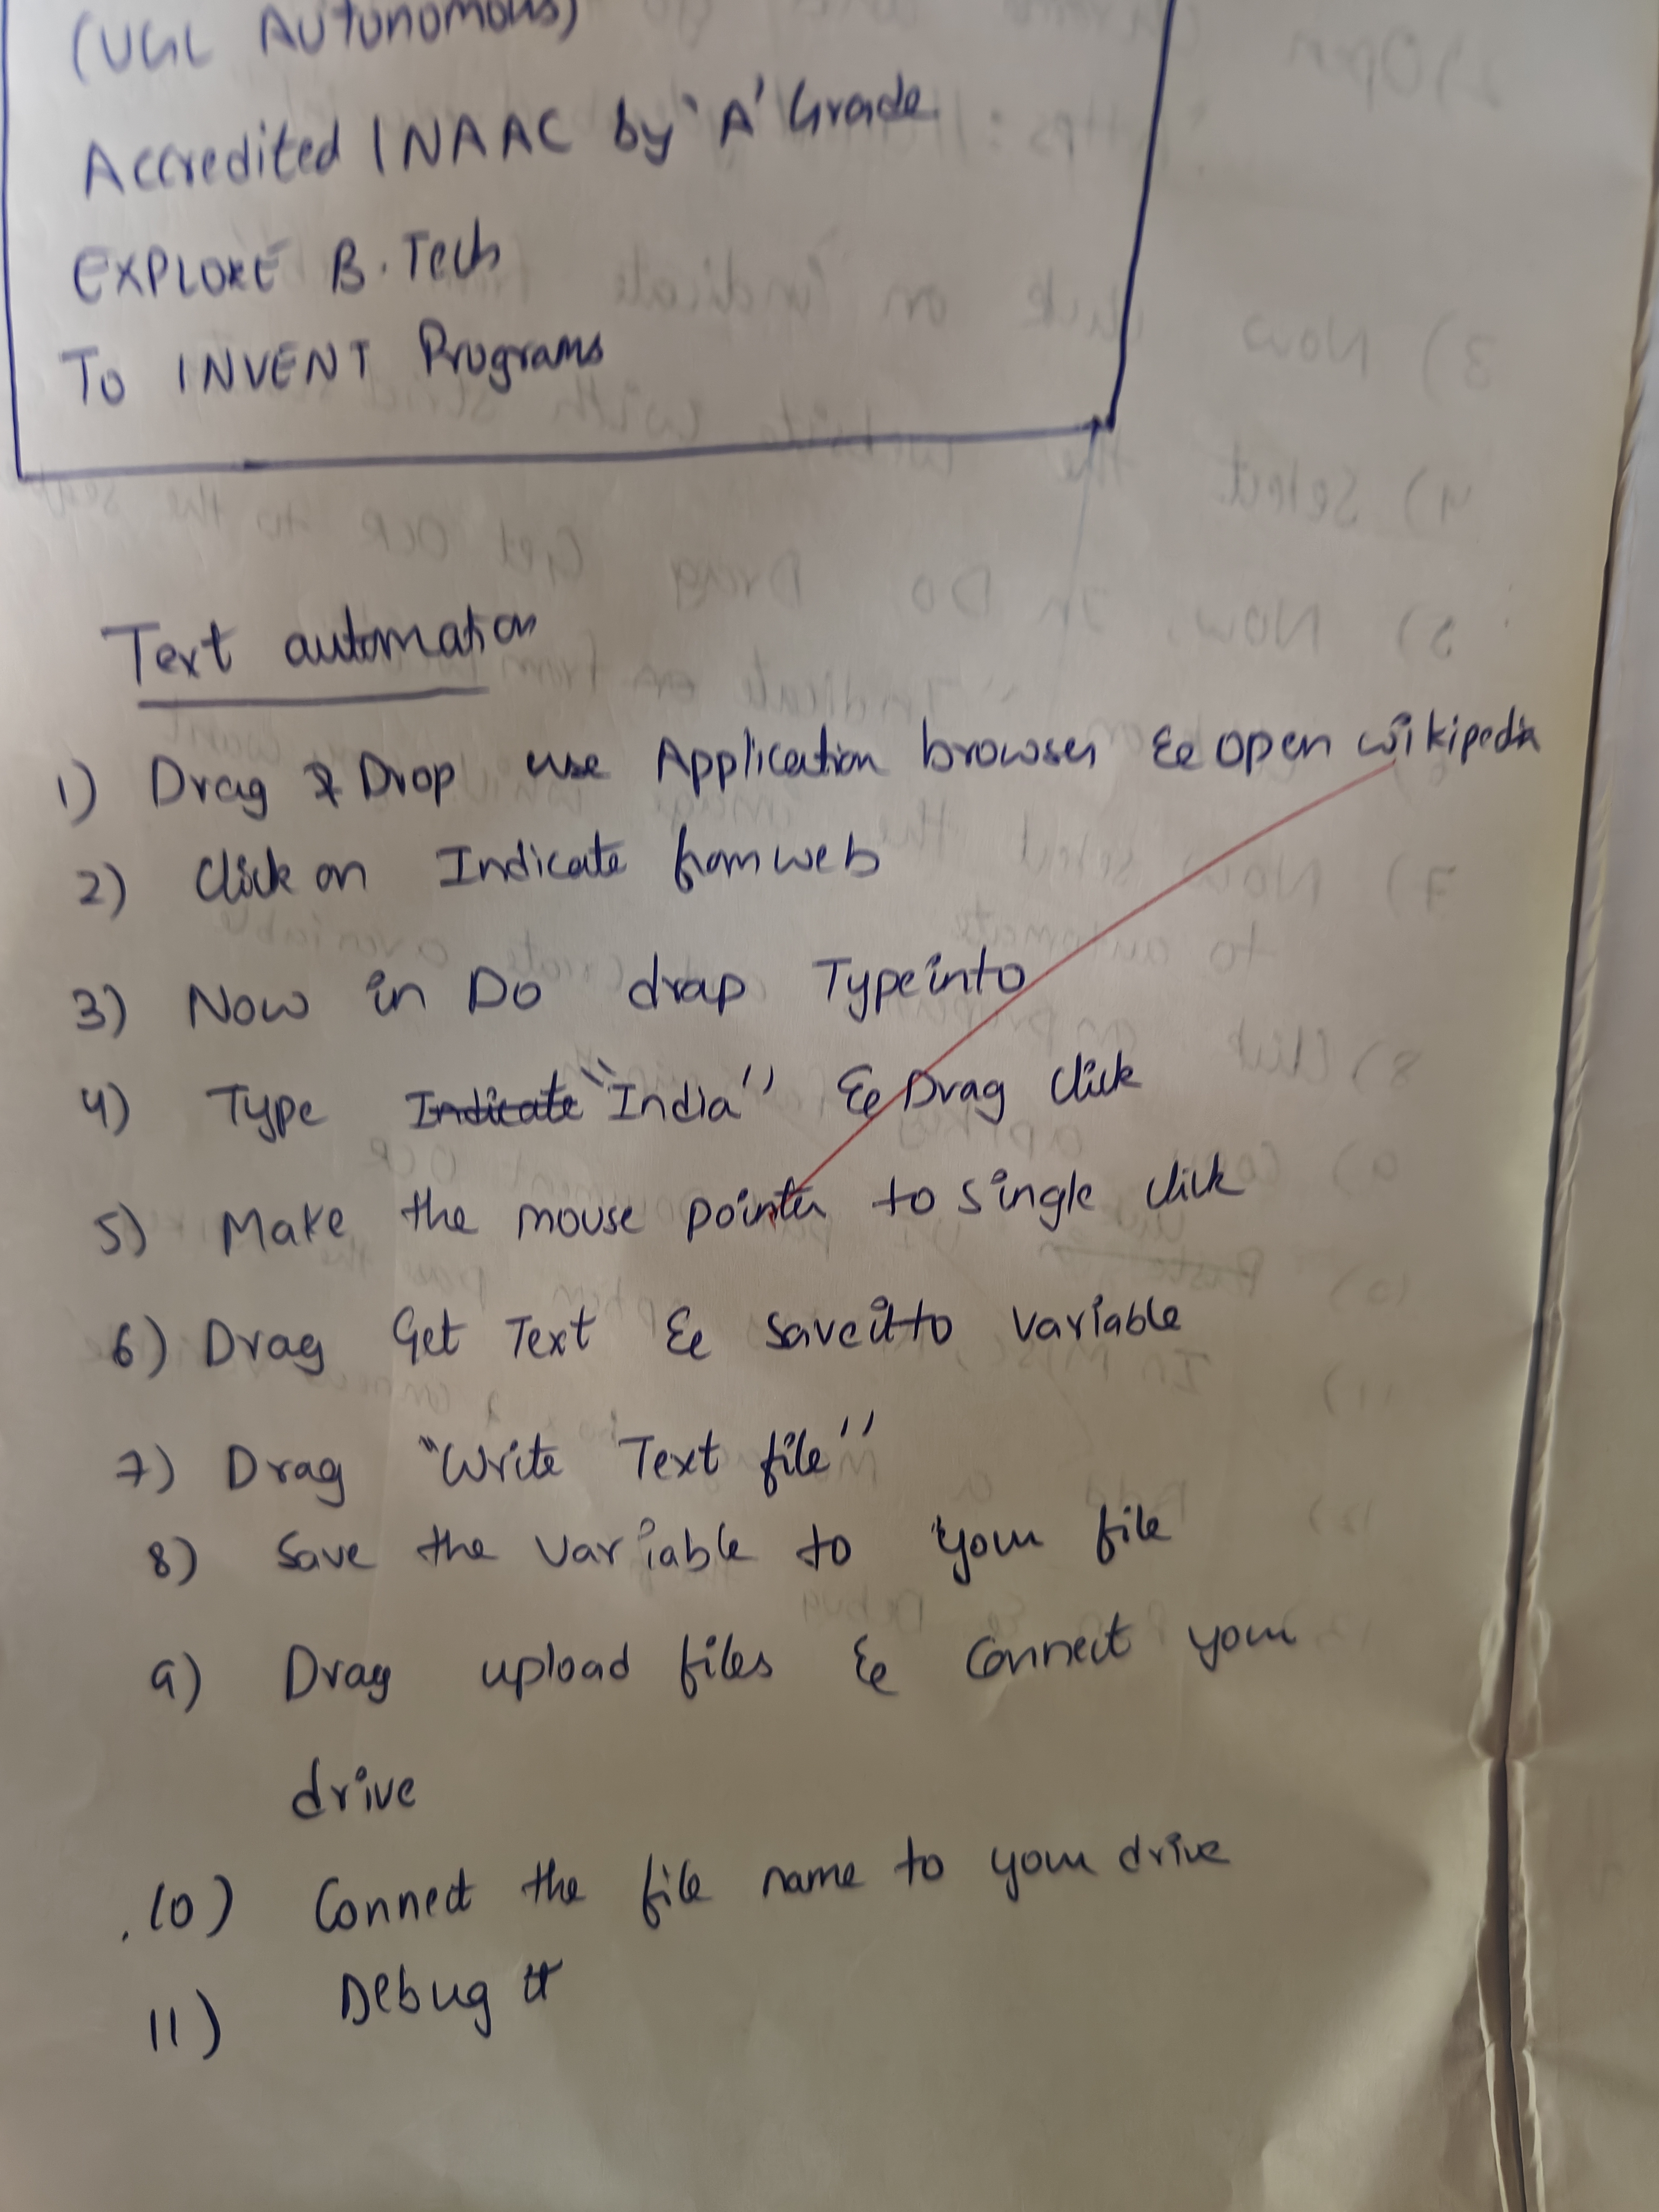 (UGC AUTONOMOUS)
Accredited INAAC by 'A' Grade
EXPLORE B.Tech
To INVENT Programs
Text automation
1) Drag & Drop use Application browser & open wikipedia
2) Click on Indicate from web
3) Now in Do drap Type into
4) Type Indicate "India" & Drag click
5) Make the mouse pointer to single click
6) Drag Get Text & save it to variable
7) Drag "Write Text file"
8) Save the variable to your file
9) Drag upload files & Connect your
drive
10) Connect the file name to your drive
11) Debug it